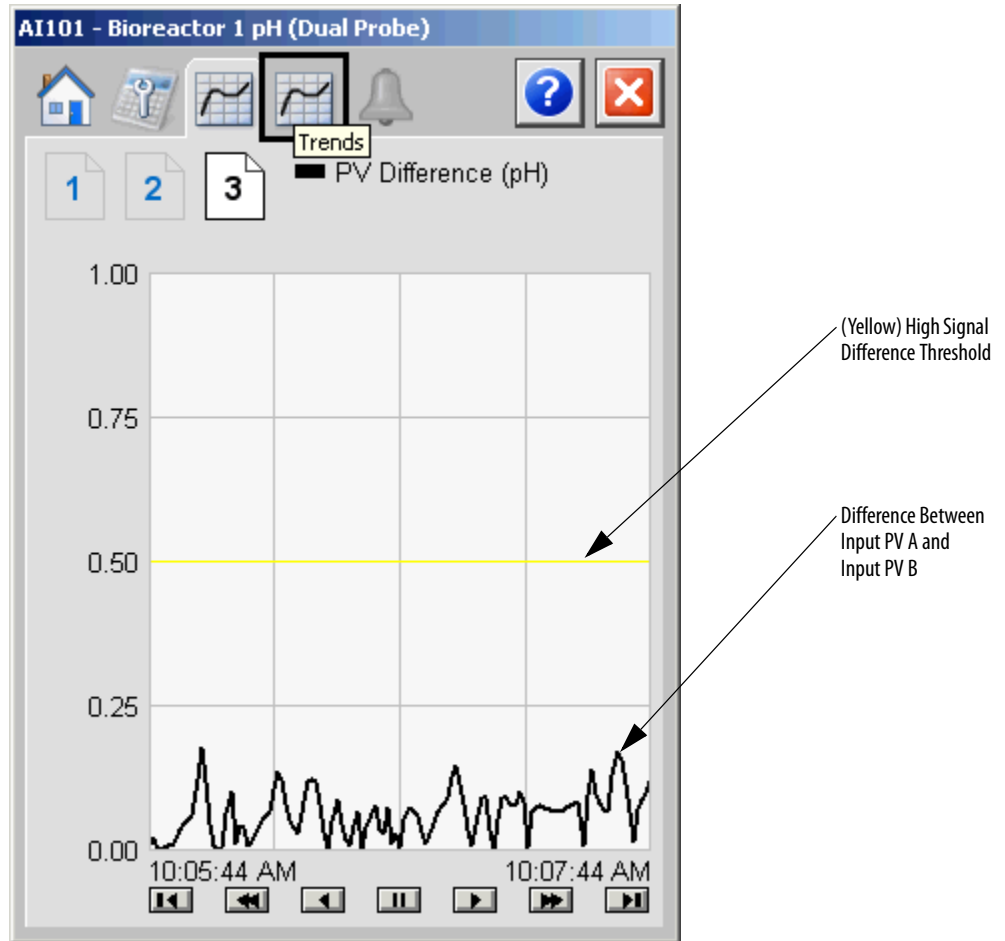 AI101 - Bioreactor 1 pH (Dual Probe)
?
Trends
1 2 3
PV Difference (pH)
1.00
(Yellow) High Signal
Difference Threshold
0.75
Difference Between
Input PV A and
Input PV B
0.50
0.25
0.00
10:05:44 AM 10:07:44 AM